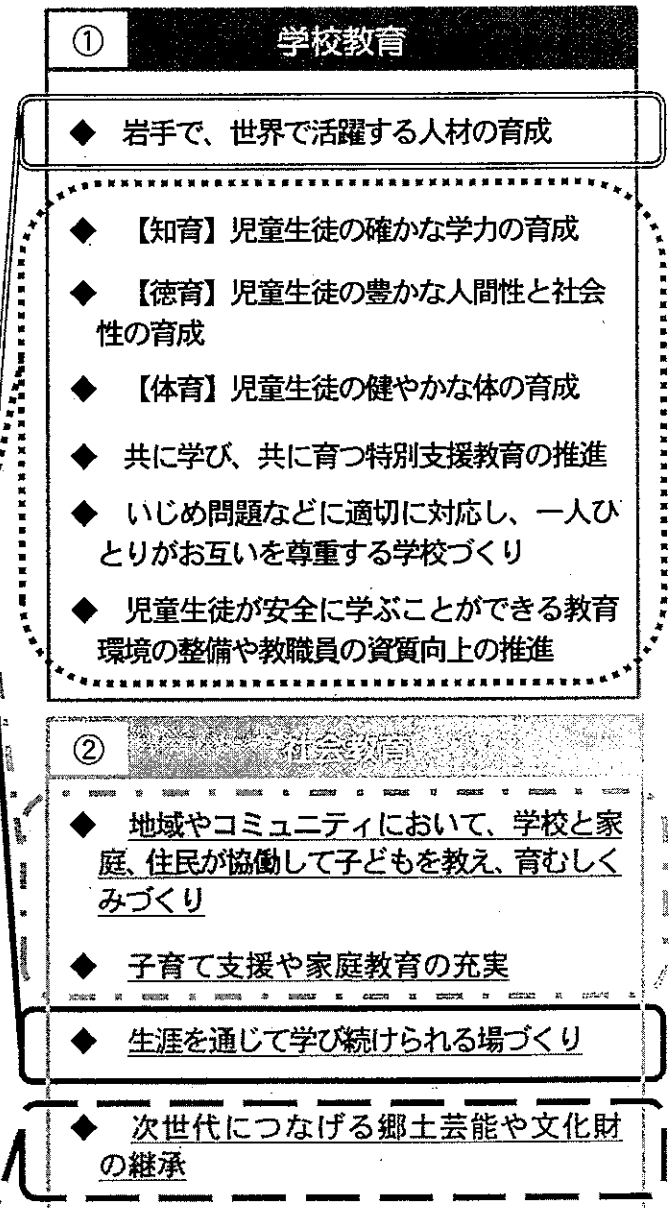 ① 学校教育
◆ 岩手で、世界で活躍する人材の育成
◆ 【知育】児童生徒の確かな学力の育成
◆ 【徳育】児童生徒の豊かな人間性と社会
性の育成
◆ 【体育】児童生徒の健やかな体の育成
◆ 共に学び、共に育つ特別支援教育の推進
◆ いじめ問題などに適切に対応し、一人ひ
とりがお互いを尊重する学校づくり
◆ 児童生徒が安全に学ぶことができる教育
環境の整備や教職員の資質向上の推進
② 社会教育
◆ 地域やコミュニティにおいて、学校と家
庭、住民が協働して子どもを教え、育むしく
みづくり
◆ 子育て支援や家庭教育の充実
◆ 生涯を通じて学び続けられる場づくり
◆ 次世代につなげる郷土芸能や文化財
の継承